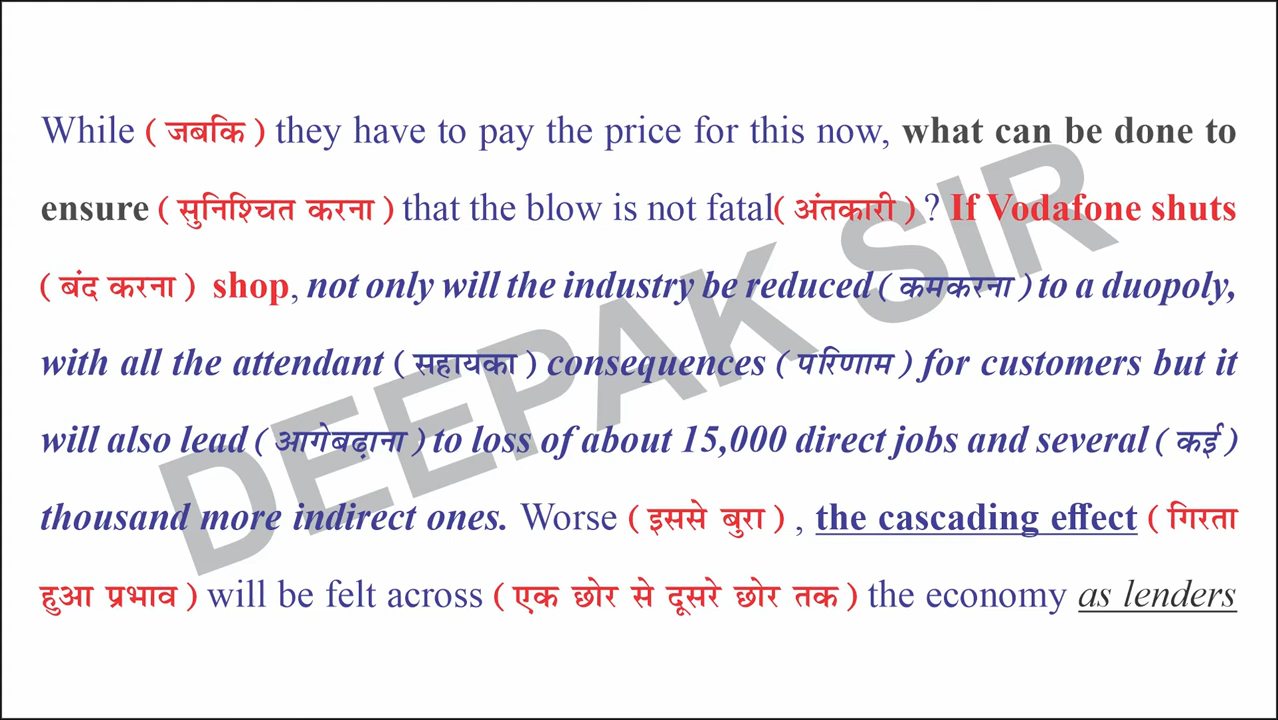 While ( जबकि ) they have to pay the price for this now, what can be done to
ensure ( सुनिश्चित करना ) that the blow is not fatal( अंतकारी ) ? If Vodafone shuts
( बंद करना ) shop, not only will the industry be reduced ( कमकरना ) to a duopoly,
with all the attendant ( सहायका ) consequences ( परिणाम ) for customers but it
will also lead ( आगेबढ़ाना ) to loss of about 15,000 direct jobs and several ( कई )
thousand more indirect ones. Worse ( इससे बुरा ) , the cascading effect ( गिरता
हुआ प्रभाव ) will be felt across ( एक छोर से दूसरे छोर तक ) the economy as lenders
DEEPAK SIR